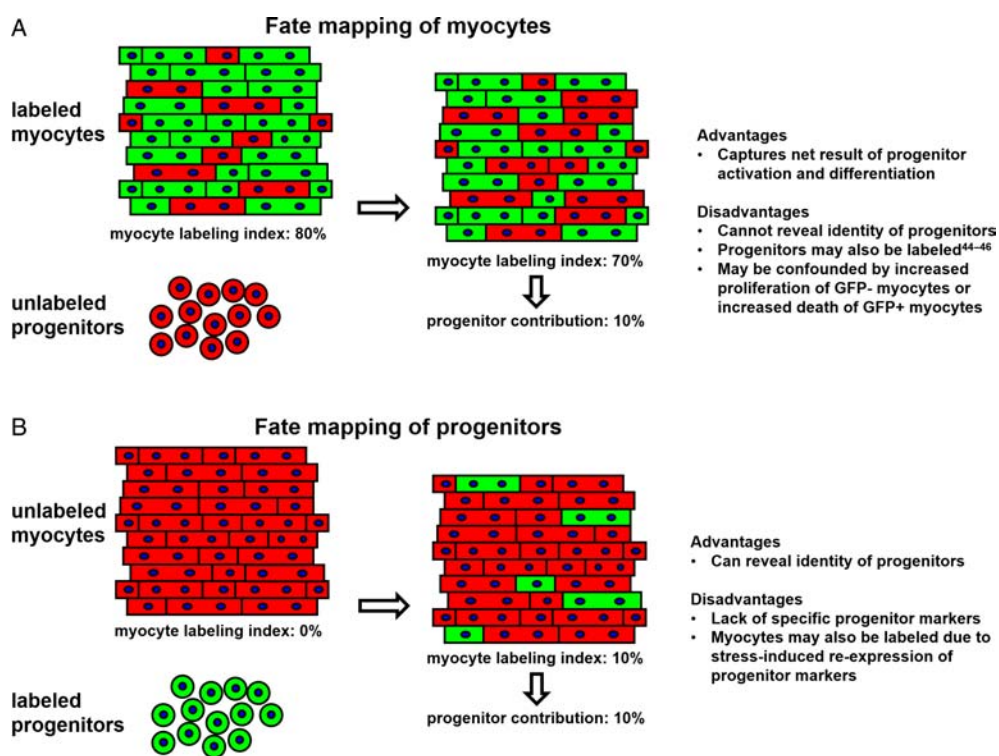 A
Fate mapping of myocytes
labeled
myocytes
myocyte labeling index: 80%
unlabeled
progenitors
myocyte labeling index: 70%
progenitor contribution: 10%
Advantages
• Captures net result of progenitor
activation and differentiation
Disadvantages
• Cannot reveal identity of progenitors
• Progenitors may also be labeled⁴⁴⁻⁴⁶
• May be confounded by increased
proliferation of GFP- myocytes or
increased death of GFP+ myocytes
B
Fate mapping of progenitors
unlabeled
myocytes
myocyte labeling index: 0%
labeled
progenitors
myocyte labeling index: 10%
progenitor contribution: 10%
Advantages
• Can reveal identity of progenitors
Disadvantages
• Lack of specific progenitor markers
• Myocytes may also be labeled due to
stress-induced re-expression of
progenitor markers